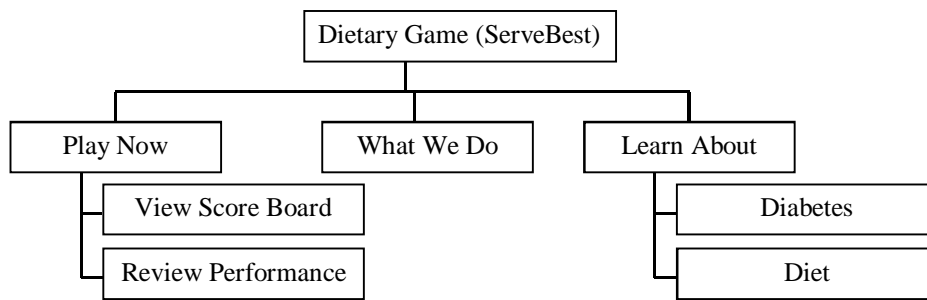 Dietary Game (ServeBest)
Play Now
What We Do
Learn About
View Score Board
Diabetes
Review Performance
Diet